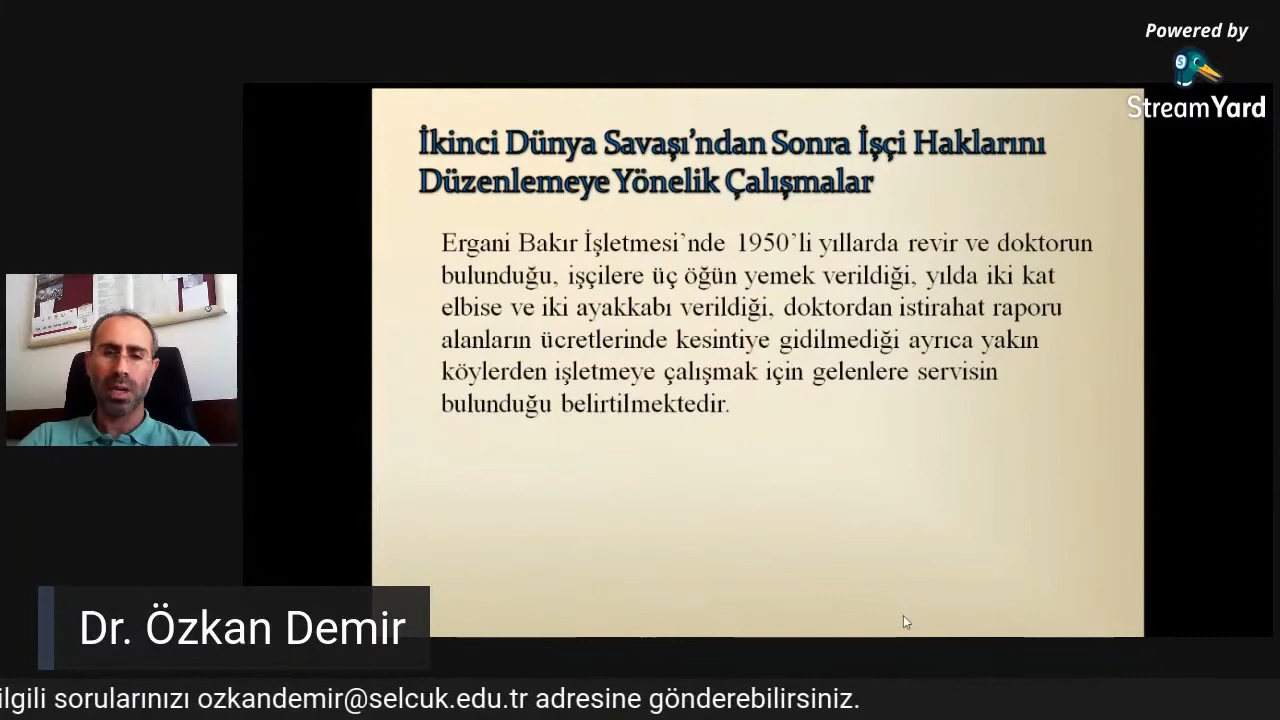 Powered by
StreamYard
İkinci Dünya Savaşı’ndan Sonra İşçi Haklarını
Düzenlemeye Yönelik Çalışmalar
Ergani Bakır İşletmesi’nde 1950’li yıllarda revir ve doktorun
bulunduğu, işçilere üç öğün yemek verildiği, yılda iki kat
elbise ve iki ayakkabı verildiği, doktordan istirahat raporu
alanların ücretlerinde kesintiye gidilmediği ayrıca yakın
köylerden işletmeye çalışmak için gelenlere servisin
bulunduğu belirtilmektedir.
Dr. Özkan Demir
ilgili sorularınızı ozkandemir@selcuk.edu.tr adresine gönderebilirsiniz.